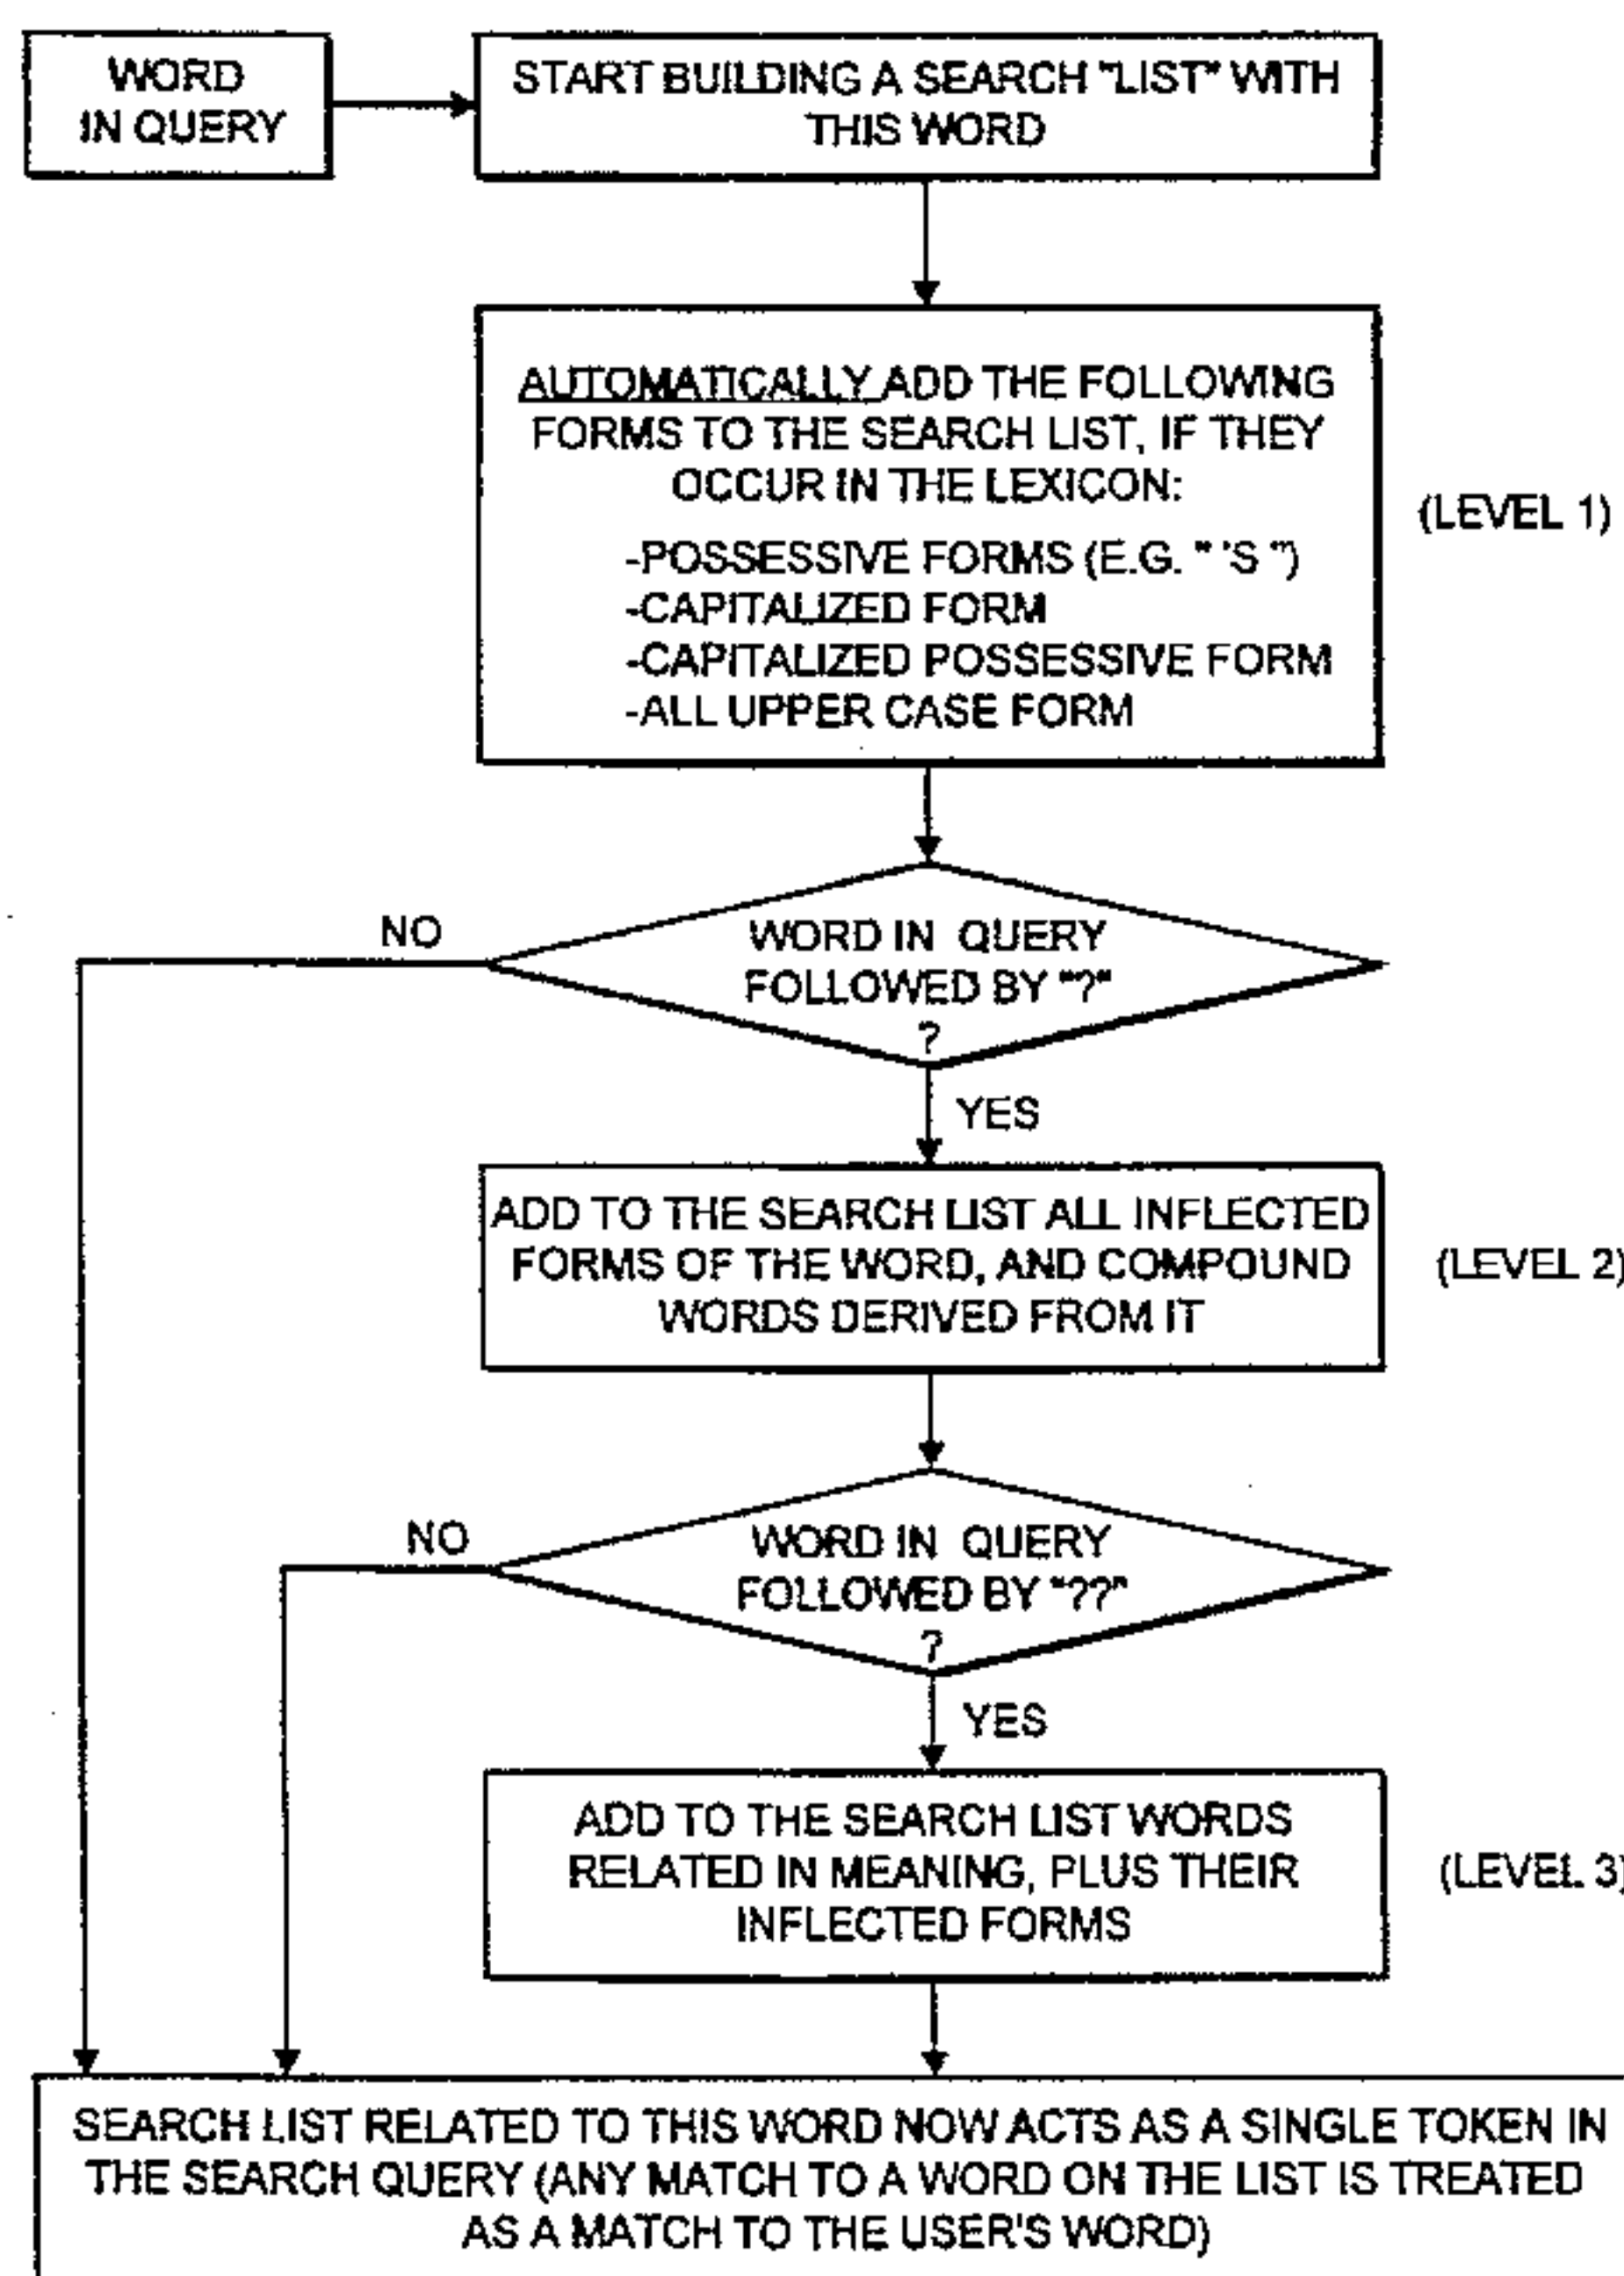 WORD
IN QUERY
START BUILDING A SEARCH "LIST" WITH
THIS WORD
AUTOMATICALLY ADD THE FOLLOWING
FORMS TO THE SEARCH LIST, IF THEY
OCCUR IN THE LEXICON:
-POSSESSIVE FORMS (E.G. " 'S ")
-CAPITALIZED FORM
-CAPITALIZED POSSESSIVE FORM
-ALL UPPER CASE FORM
(LEVEL 1)
WORD IN QUERY
FOLLOWED BY "?"
?
NO
YES
ADD TO THE SEARCH LIST ALL INFLECTED
FORMS OF THE WORD, AND COMPOUND
WORDS DERIVED FROM IT
(LEVEL 2)
WORD IN QUERY
FOLLOWED BY "??"
?
NO
YES
ADD TO THE SEARCH LIST WORDS
RELATED IN MEANING, PLUS THEIR
INFLECTED FORMS
(LEVEL 3)
SEARCH LIST RELATED TO THIS WORD NOW ACTS AS A SINGLE TOKEN IN
THE SEARCH QUERY (ANY MATCH TO A WORD ON THE LIST IS TREATED
AS A MATCH TO THE USER'S WORD)